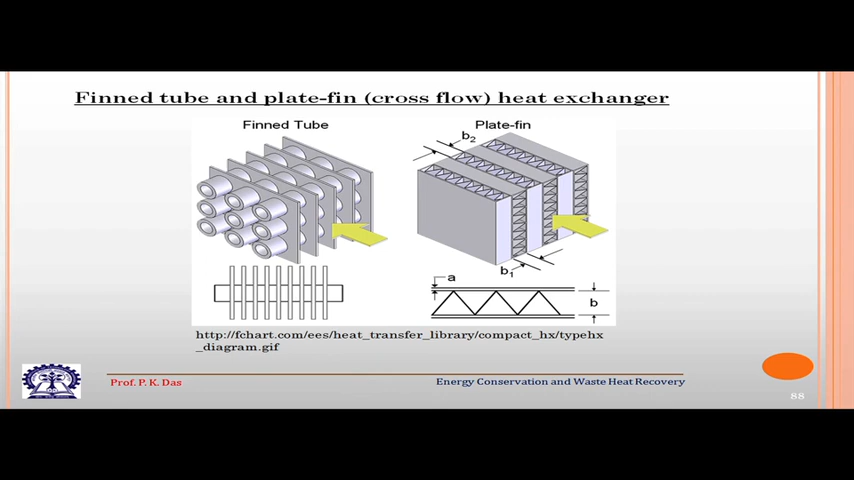 Finned tube and plate-fin (cross flow) heat exchanger
Finned Tube
Plate-fin
b2
b1
a
b
http://fchart.com/ees/heat_transfer_library/compact_hx/typehx
_diagram.gif
Prof. P. K. Das
Energy Conservation and Waste Heat Recovery
88